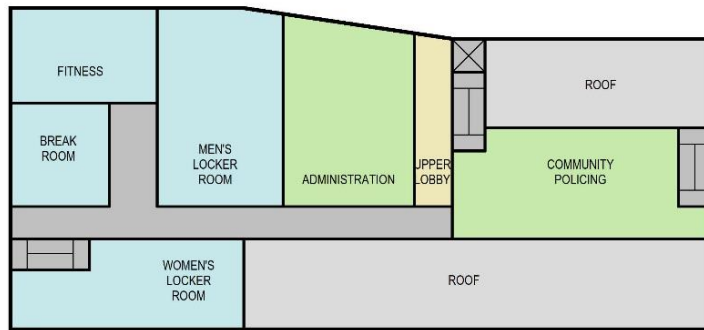 FITNESS
ROOF
BREAK
ROOM
MEN'S
LOCKER
ROOM
ADMINISTRATION
UPPER
LOBBY
COMMUNITY
POLICING
WOMEN'S
LOCKER
ROOM
ROOF